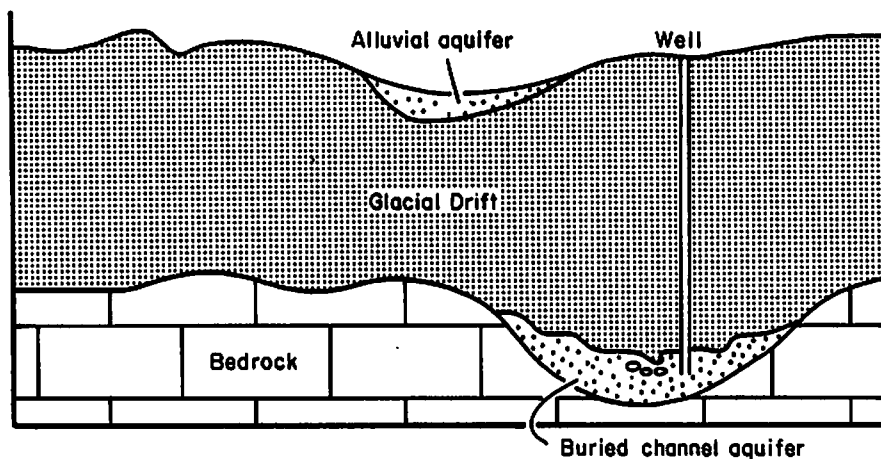 Alluvial aquifer
Well
Glacial Drift
Bedrock
Buried channel aquifer